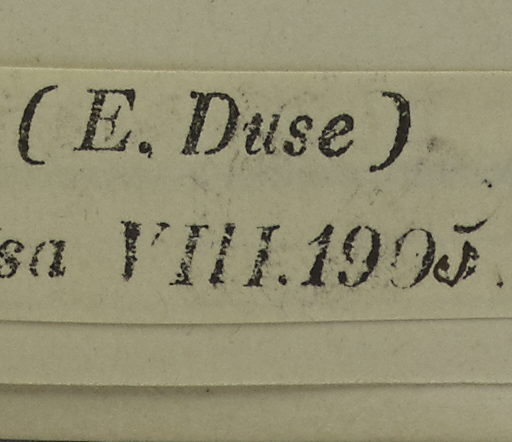 ( E. Duse )
sa VIII.1905.